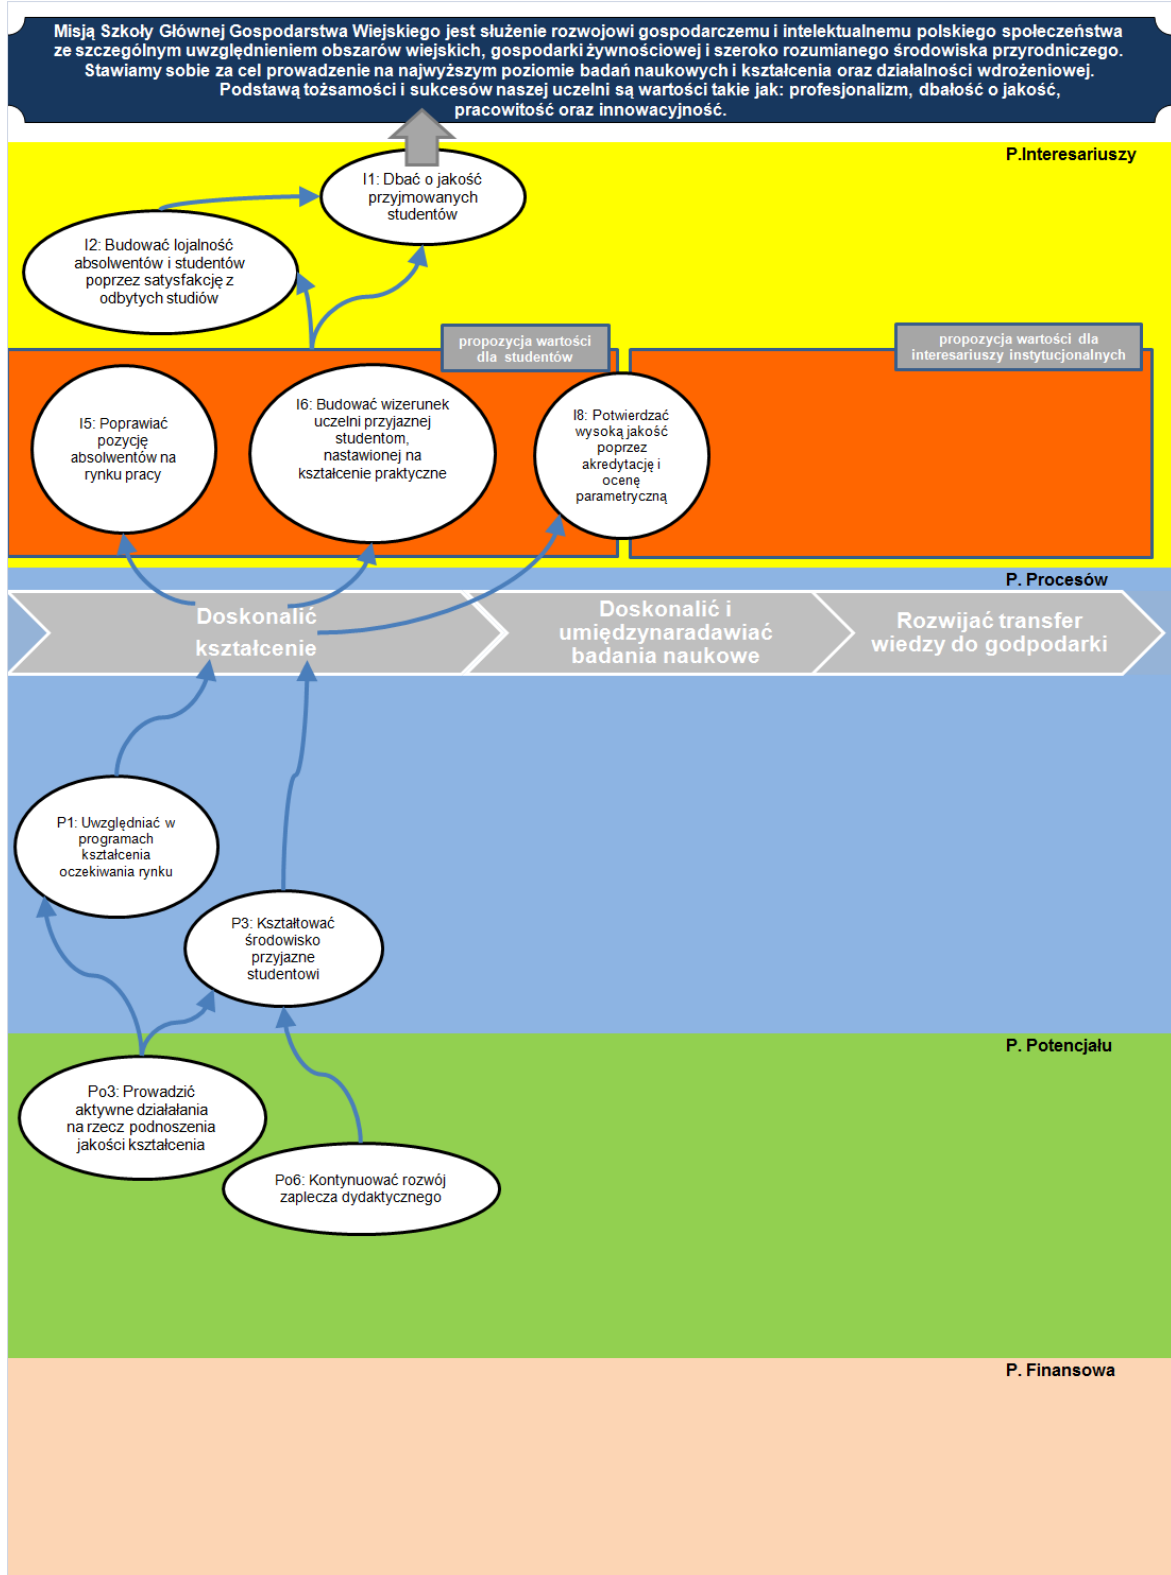 Misją Szkoły Głównej Gospodarstwa Wiejskiego jest służenie rozwojowi gospodarczemu i intelektualnemu polskiego społeczeństwa
ze szczególnym uwzględnieniem obszarów wiejskich, gospodarki żywnościowej i szeroko rozumianego środowiska przyrodniczego.
Stawiamy sobie za cel prowadzenie na najwyższym poziomie badań naukowych i kształcenia oraz działalności wdrożeniowej.
Podstawą tożsamości i sukcesów naszej uczelni są wartości takie jak: profesjonalizm, dbałość o jakość,
pracowitość oraz innowacyjność.
P.Interesariuszy
I1: Dbać o jakość
przyjmowanych
studentów
I2: Budować lojalność
absolwentów i studentów
poprzez satysfakcję z
odbytych studiów
propozycja wartości
dla studentów
propozycja wartości dla
interesariuszy instytucjonalnych
I5: Poprawiać
pozycję
absolwentów na
rynku pracy
I6: Budować wizerunek
uczelni przyjaznej
studentom,
nastawionej na
kształcenie praktyczne
I8: Potwierdzać
wysoką jakość
poprzez
akredytację i
ocenę
parametryczną
P. Procesów
Doskonalić
kształcenie
Doskonalić i
umiędzynaradawiać
badania naukowe
Rozwijać transfer
wiedzy do godpodarki
P1: Uwzględniać w
programach
kształcenia
oczekiwania rynku
P3: Kształtować
środowisko
przyjazne
studentowi
P. Potencjału
Po3: Prowadzić
aktywne działałania
na rzecz podnoszenia
jakości kształcenia
Po6: Kontynuować rozwój
zaplecza dydaktycznego
P. Finansowa